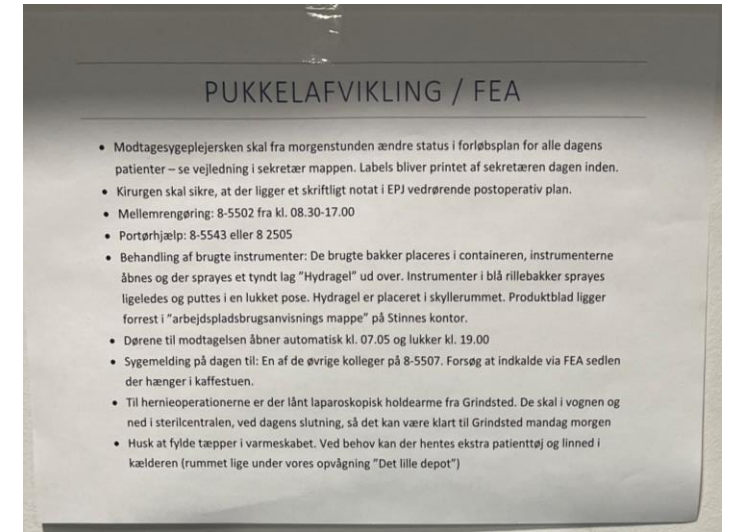 PUKKELAFVIKLING / FEA
• Modtagesygeplejersken skal fra morgenstunden ændre status i forløbsplan for alle dagens
patienter – se vejledning i sekretær mappen. Labels bliver printet af sekretæren dagen inden.
• Kirurgen skal sikre, at der ligger et skriftligt notat i EPJ vedrørende postoperativ plan.
• Mellemrengøring: 8-5502 fra kl. 08.30-17.00
• Portørhjælp: 8-5543 eller 8 2505
• Behandling af brugte instrumenter: De brugte bakker placeres i containeren, instrumenterne
åbnes og der sprayes et tyndt lag "Hydragel" ud over. Instrumenter i blå rillebakker sprayes
ligeledes og puttes i en lukket pose. Hydragel er placeret i skyllerummet. Produktblad ligger
forrest i "arbejdspladsbrugsanvisnings mappe" på Stinnes kontor.
• Dørene til modtagelsen åbner automatisk kl. 07.05 og lukker kl. 19.00
• Sygemelding på dagen til: En af de øvrige kolleger på 8-5507. Forsøg at indkalde via FEA sedlen
der hænger i kaffestuen.
• Til hernieoperationerne er der lånt laparoskopisk holdearme fra Grindsted. De skal i vognen og
ned i sterilcentralen, ved dagens slutning, så det kan være klart til Grindsted mandag morgen
• Husk at fylde tæpper i varmeskabet. Ved behov kan der hentes ekstra patienttøj og linned i
kælderen (rummet lige under vores opvågning "Det lille depot")